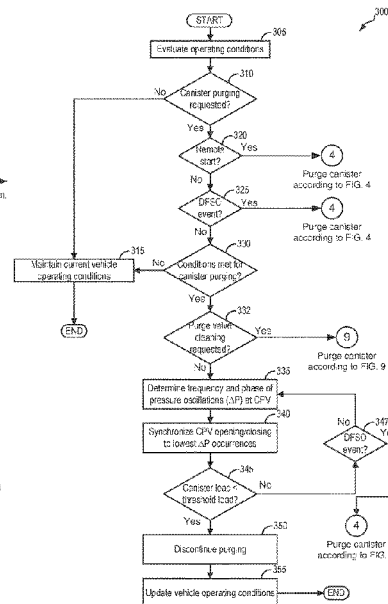 300
START
305
Evaluate operating conditions
310
No
Canister purging
requested?
Yes
320
Remote
start?
Yes
4
Purge canister
according to FIG. 4
No
325
DFSO
event?
Yes
4
Purge canister
according to FIG. 4
No
330
315
Maintain current vehicle
operating conditions
No
Conditions met for
canister purging?
Yes
END
332
Purge valve
cleaning
requested?
Yes
9
Purge canister
according to FIG. 9
No
335
Determine frequency and phase of
pressure oscillations (ΔP) at CPV
340
Synchronize CPV opening/closing
to lowest ΔP occurrences
No
347
DFSO
event?
345
Canister load <
threshold load?
No
Yes
4
Purge canister
according to FIG.
350
Discontinue purging
355
Update vehicle operating conditions
END